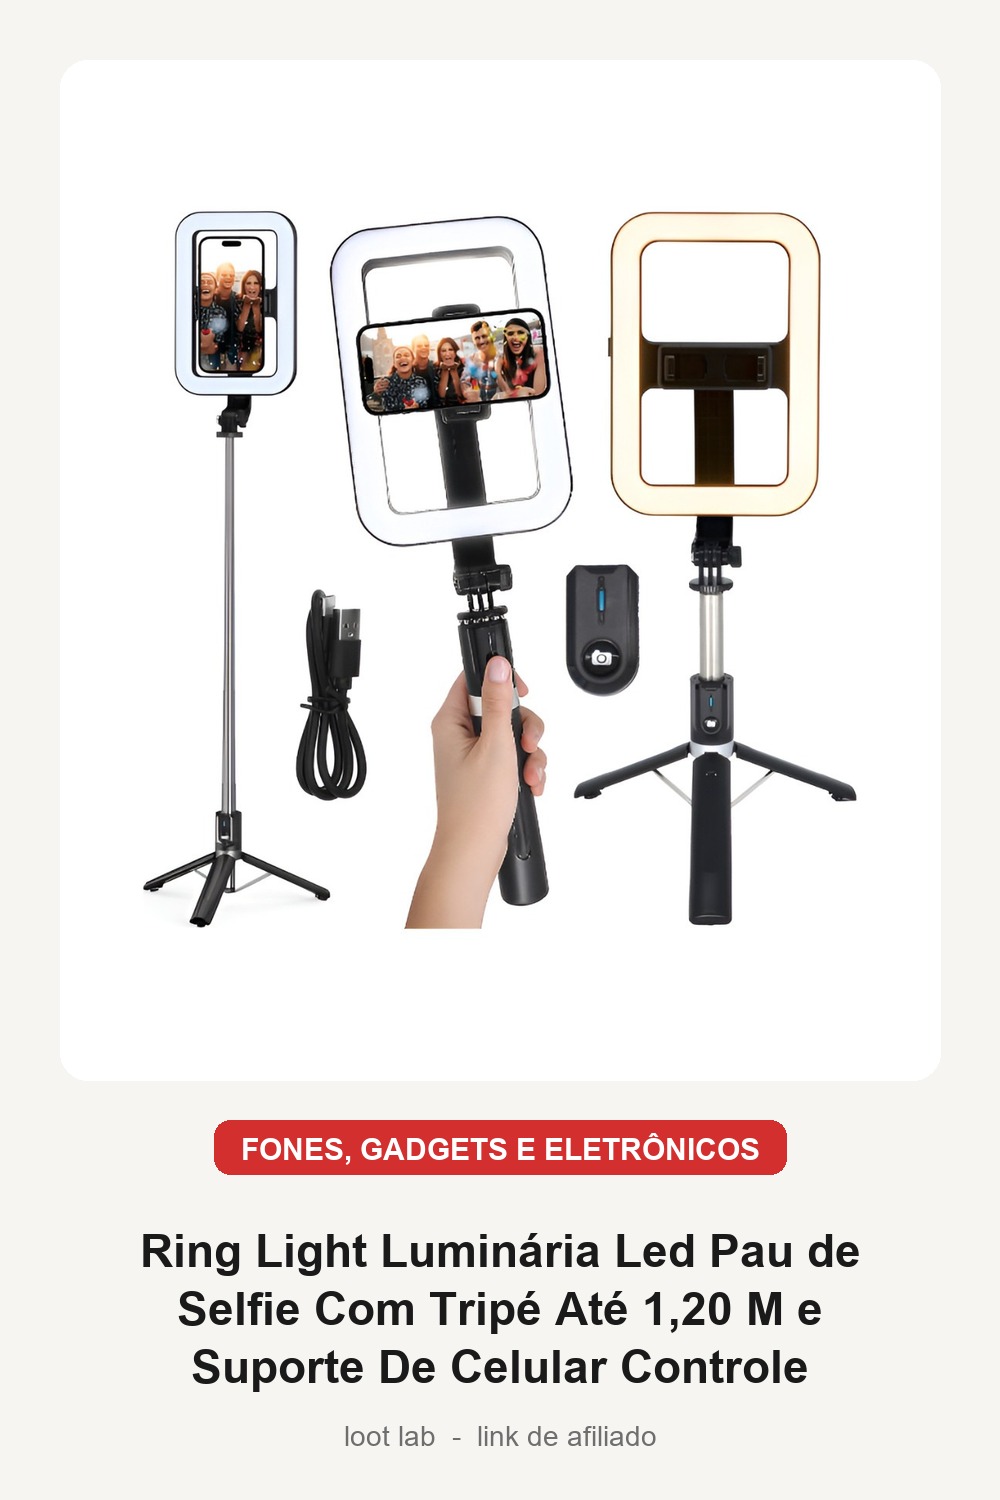 FONES, GADGETS E ELETRÔNICOS
Ring Light Luminária Led Pau de
Selfie Com Tripé Até 1,20 M e
Suporte De Celular Controle
loot lab - link de afiliado